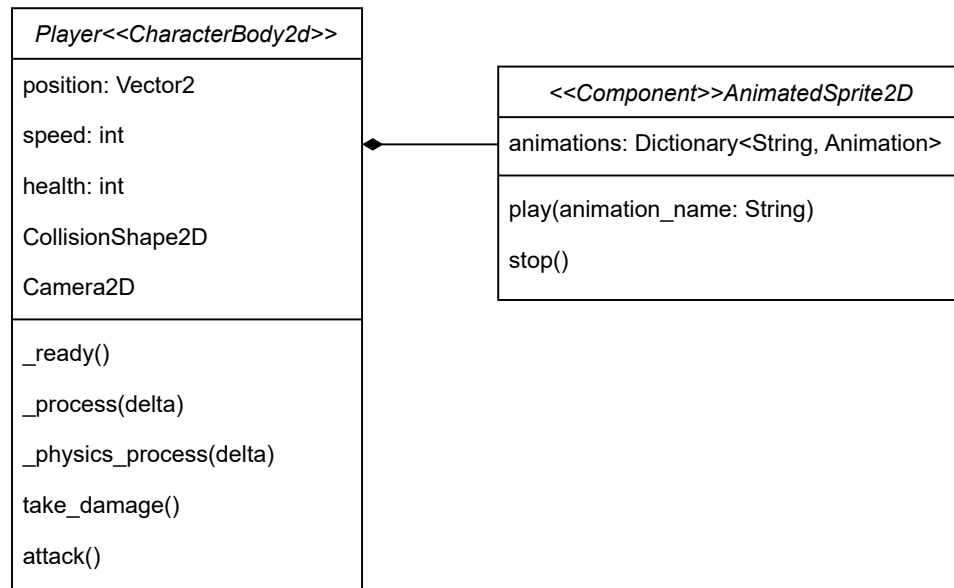 Player<<CharacterBody2d>>
position: Vector2
speed: int
health: int
CollisionShape2D
Camera2D
_ready()
_process(delta)
_physics_process(delta)
take_damage()
attack()
<<Component>>AnimatedSprite2D
animations: Dictionary<String, Animation>
play(animation_name: String)
stop()